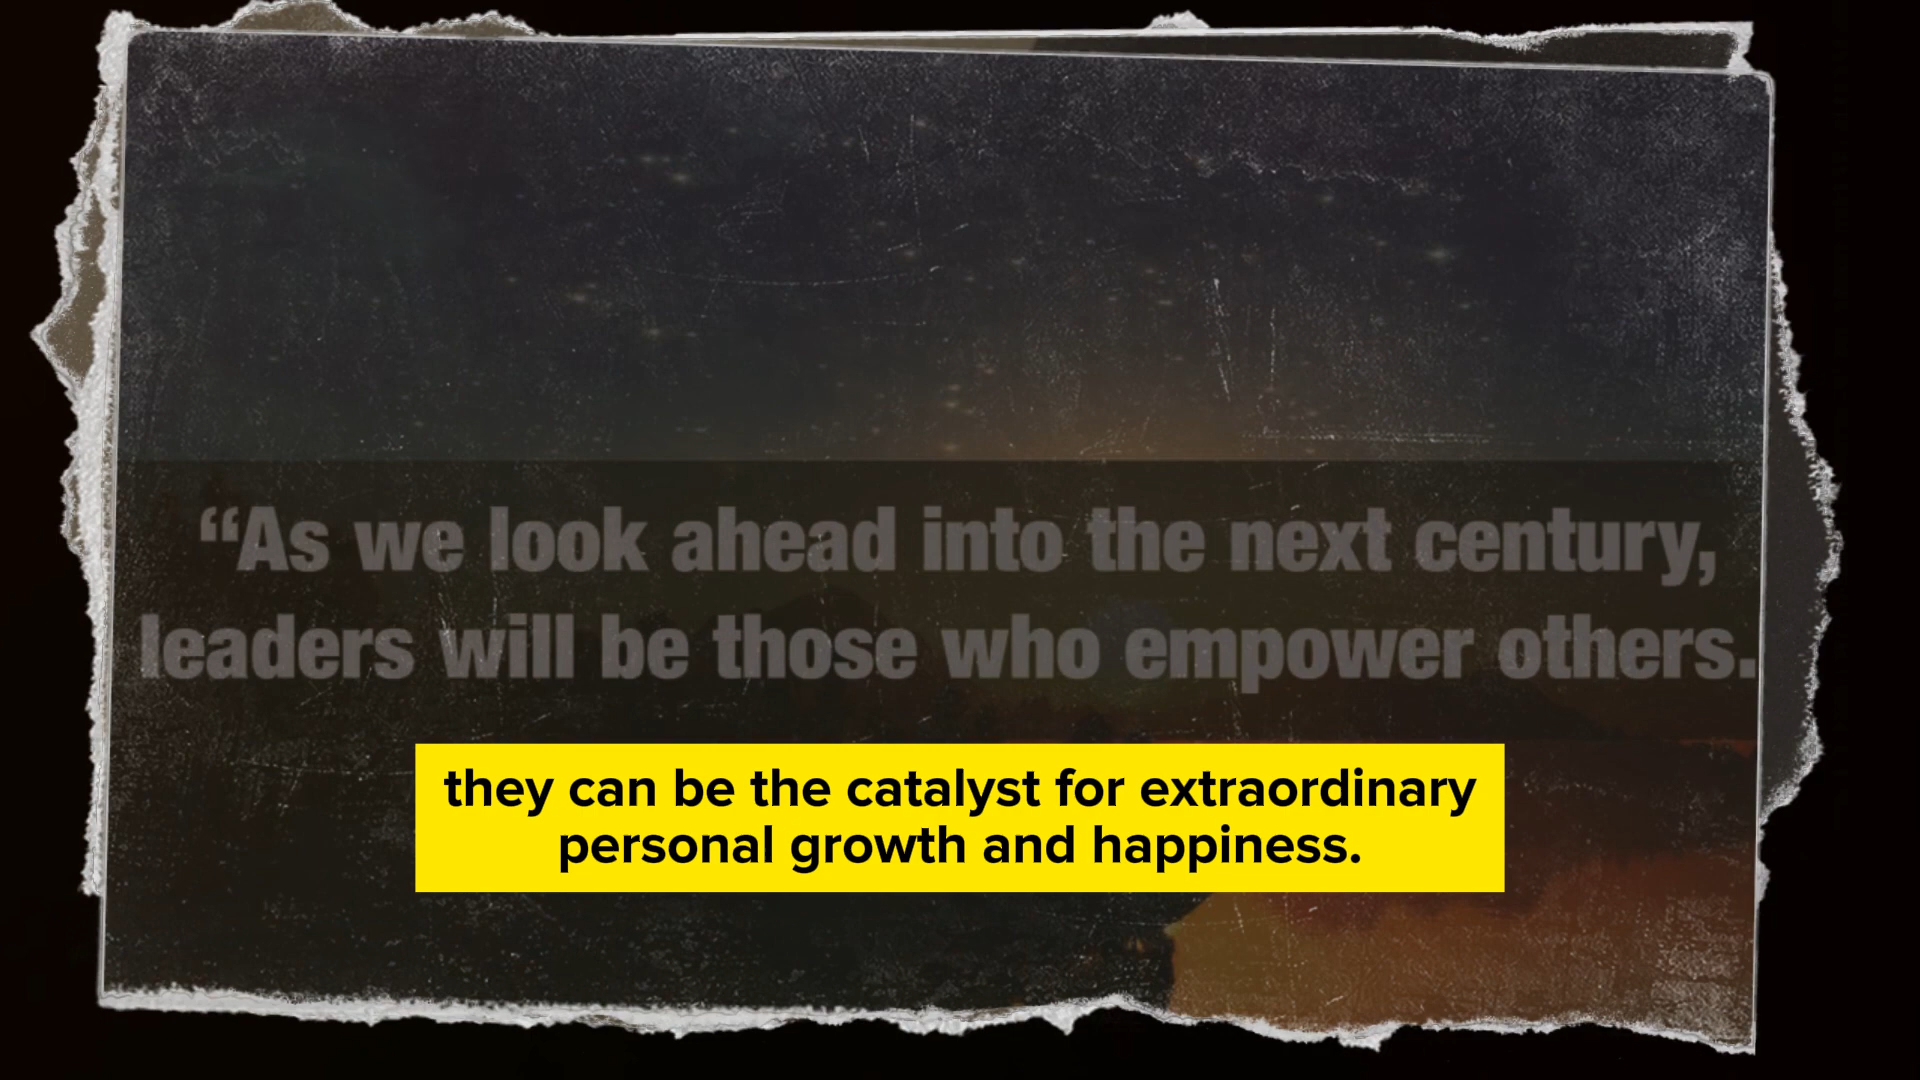 “As we look ahead into the next century,
leaders will be those who empower others.
they can be the catalyst for extraordinary
personal growth and happiness.